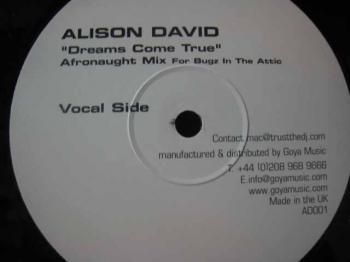 ALISON DAVID
"Dreams Come True"
Afronaught Mix For Bugz In The Attic
Vocal Side
Contact mac@trustthedj.com
manufactured & distributed by Goya Music
T. +44 (0)208 968 9666
E.info@goyamusic.com
www.goyamusic.com
Made in the UK
AD001